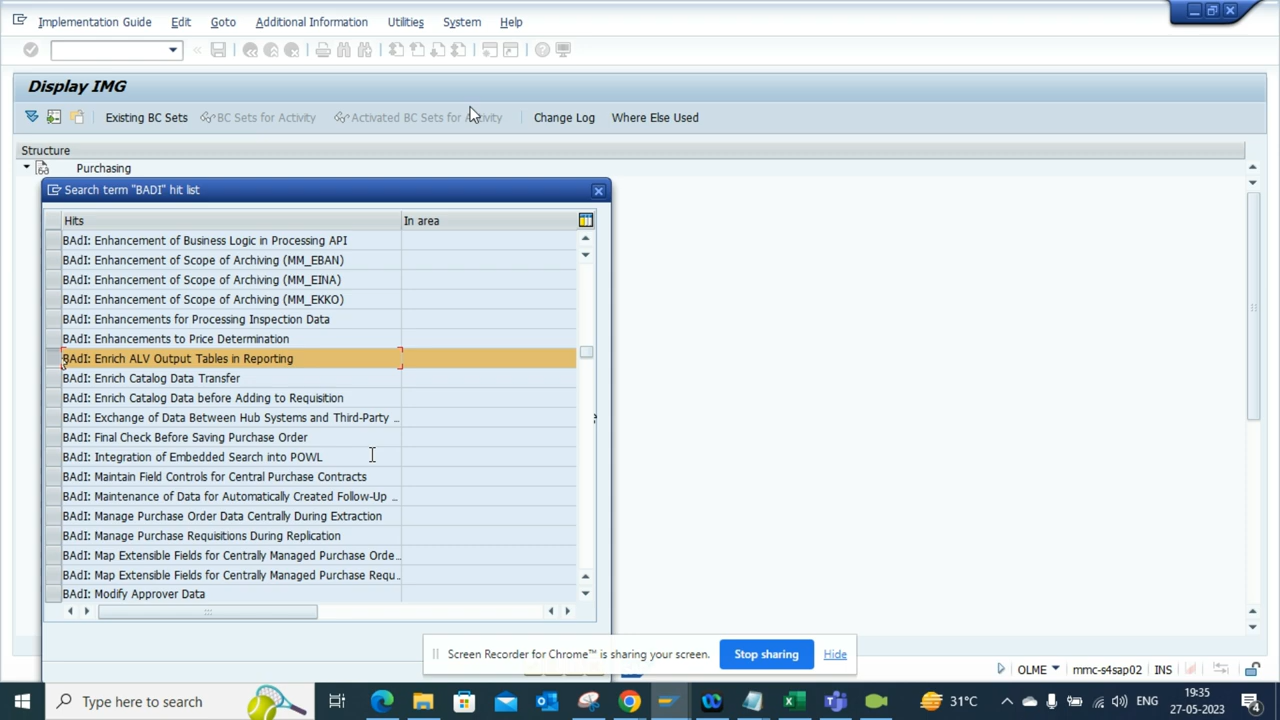 Implementation Guide Edit Goto Additional Information Utilities System Help
Display IMG
Existing BC Sets BC Sets for Activity Activated BC Sets for Activity Change Log Where Else Used
Structure
Purchasing
Search term "BADI" hit list
Hits In area
BAdI: Enhancement of Business Logic in Processing API
BAdI: Enhancement of Scope of Archiving (MM_EBAN)
BAdI: Enhancement of Scope of Archiving (MM_EINA)
BAdI: Enhancement of Scope of Archiving (MM_EKKO)
BAdI: Enhancements for Processing Inspection Data
BAdI: Enhancements to Price Determination
BAdI: Enrich ALV Output Tables in Reporting
BAdI: Enrich Catalog Data Transfer
BAdI: Enrich Catalog Data before Adding to Requisition
BAdI: Exchange of Data Between Hub Systems and Third-Party ...
BAdI: Final Check Before Saving Purchase Order
BAdI: Integration of Embedded Search into POWL
BAdI: Maintain Field Controls for Central Purchase Contracts
BAdI: Maintenance of Data for Automatically Created Follow-Up ...
BAdI: Manage Purchase Order Data Centrally During Extraction
BAdI: Manage Purchase Requisitions During Replication
BAdI: Map Extensible Fields for Centrally Managed Purchase Orde...
BAdI: Map Extensible Fields for Centrally Managed Purchase Requ...
BAdI: Modify Approver Data
Screen Recorder for Chrome™ is sharing your screen. Stop sharing Hide
OLME mmc-s4sap02 INS
Type here to search 31°C ENG 19:35
27-05-2023 4